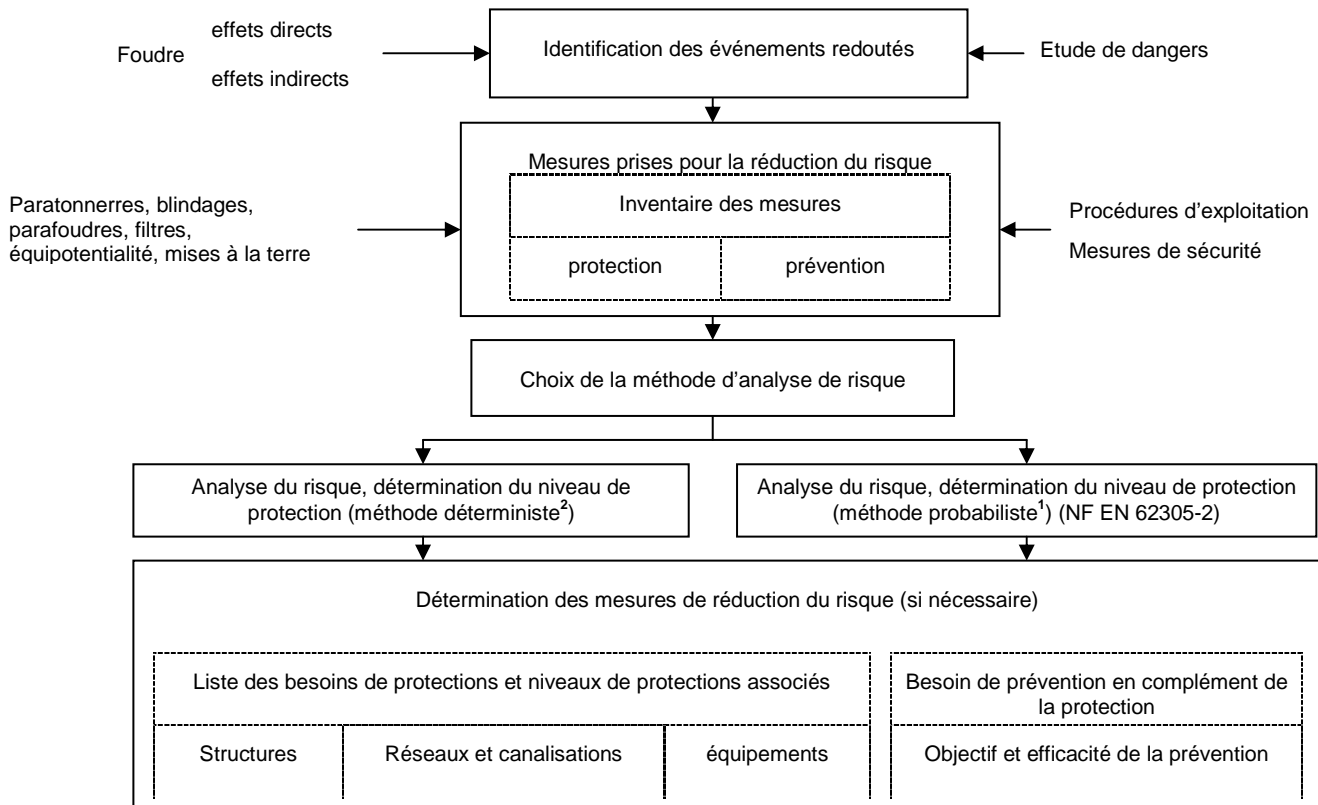 effets directs
Foudre
effets indirects
Identification des événements redoutés
Etude de dangers
Mesures prises pour la réduction du risque
Inventaire des mesures
protection
prévention
Paratonnerres, blindages,
parafoudres, filtres,
équipotentialité, mises à la terre
Procédures d’exploitation
Mesures de sécurité
Choix de la méthode d’analyse de risque
Analyse du risque, détermination du niveau de
protection (méthode déterministe²)
Analyse du risque, détermination du niveau de protection
(méthode probabiliste¹) (NF EN 62305-2)
Détermination des mesures de réduction du risque (si nécessaire)
Liste des besoins de protections et niveaux de protections associés
Structures
Réseaux et canalisations
équipements
Besoin de prévention en complément de
la protection
Objectif et efficacité de la prévention